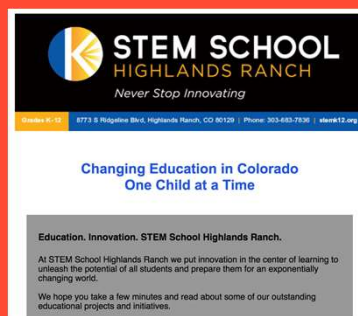 STEM SCHOOL
HIGHLANDS RANCH
Never Stop Innovating
Grades K-12 8773 S Ridgeline Blvd, Highlands Ranch, CO 80129 | Phone: 303-683-7836 | stemk12.org
Changing Education in Colorado
One Child at a Time
Education. Innovation. STEM School Highlands Ranch.
At STEM School Highlands Ranch we put innovation in the center of learning to
unleash the potential of all students and prepare them for an exponentially
changing world.
We hope you take a few minutes and read about some of our outstanding
educational projects and initiatives.